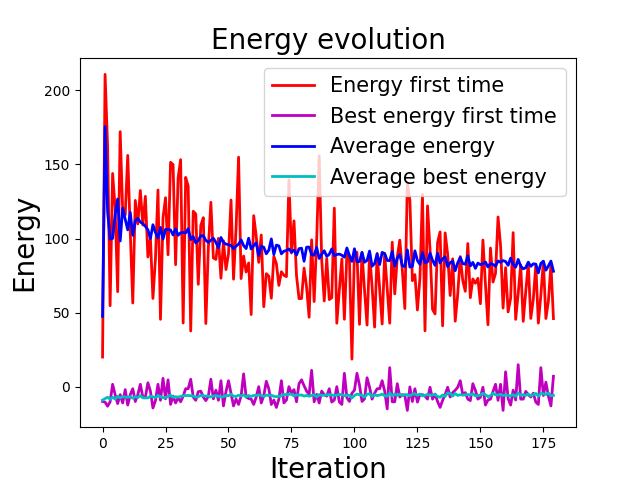 Energy evolution
Energy first time
Best energy first time
Average energy
Average best energy
200
150
100
50
0
Energy
0 25 50 75 100 125 150 175
Iteration